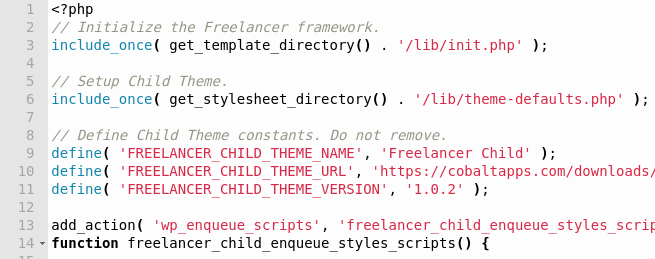 1 <?php
2 // Initialize the Freelancer framework.
3 include_once( get_template_directory() . '/lib/init.php' );
4
5 // Setup Child Theme.
6 include_once( get_stylesheet_directory() . '/lib/theme-defaults.php' );
7
8 // Define Child Theme constants. Do not remove.
9 define( 'FREELANCER_CHILD_THEME_NAME', 'Freelancer Child' );
10 define( 'FREELANCER_CHILD_THEME_URL', 'https://cobaltapps.com/downloads/
11 define( 'FREELANCER_CHILD_THEME_VERSION', '1.0.2' );
12
13 add_action( 'wp_enqueue_scripts', 'freelancer_child_enqueue_styles_scrip
14 function freelancer_child_enqueue_styles_scripts() {